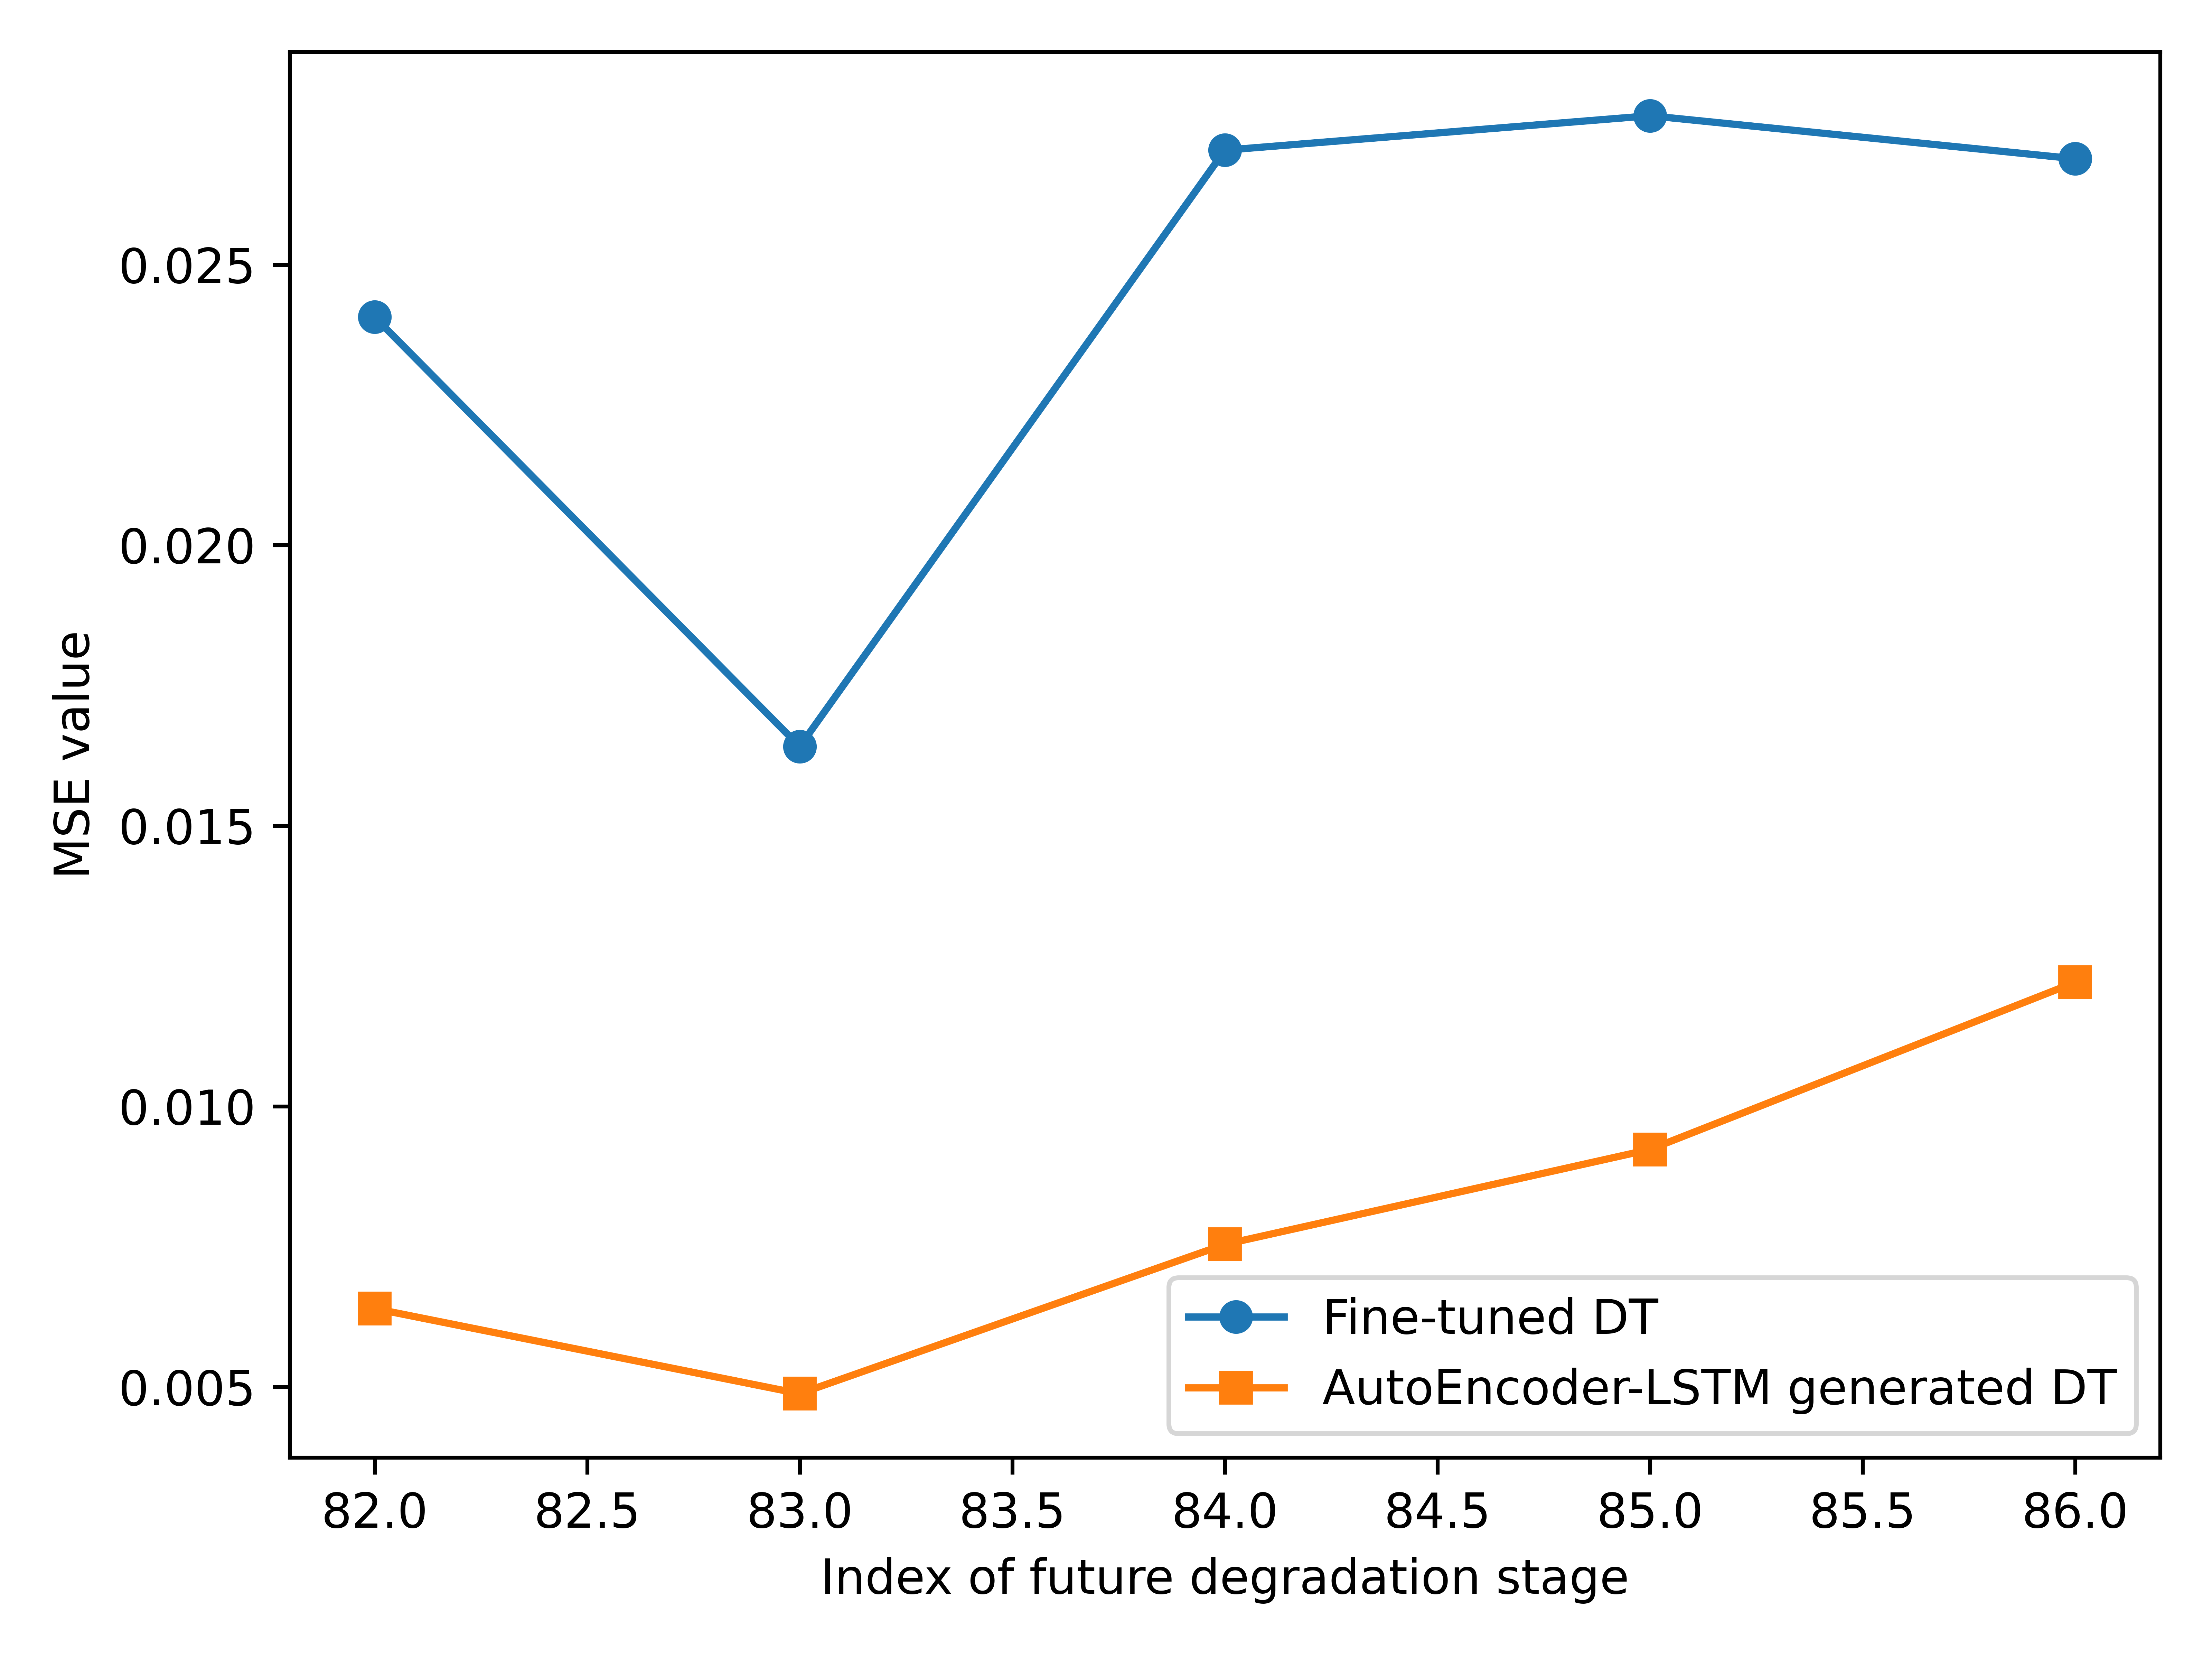 0.025
0.020
0.015
0.010
0.005
MSE value
Fine-tuned DT
AutoEncoder-LSTM generated DT
82.0 82.5 83.0 83.5 84.0 84.5 85.0 85.5 86.0
Index of future degradation stage